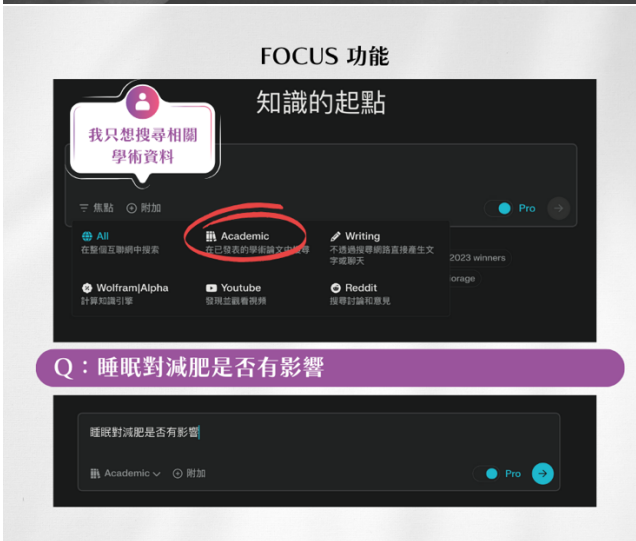 FOCUS 功能
知識的起點
我只想搜尋相關
學術資料
焦點 附加
Pro
All
在整個互聯網中搜索
Academic
在已發表的學術論文中搜尋
Writing
不透過搜尋網路直接產生文
字或聊天
2023 winners
orage
Wolfram|Alpha
計算知識引擎
Youtube
發現並觀看視頻
Reddit
搜尋討論和意見
Q：睡眠對減肥是否有影響
睡眠對減肥是否有影響
Academic 附加
Pro